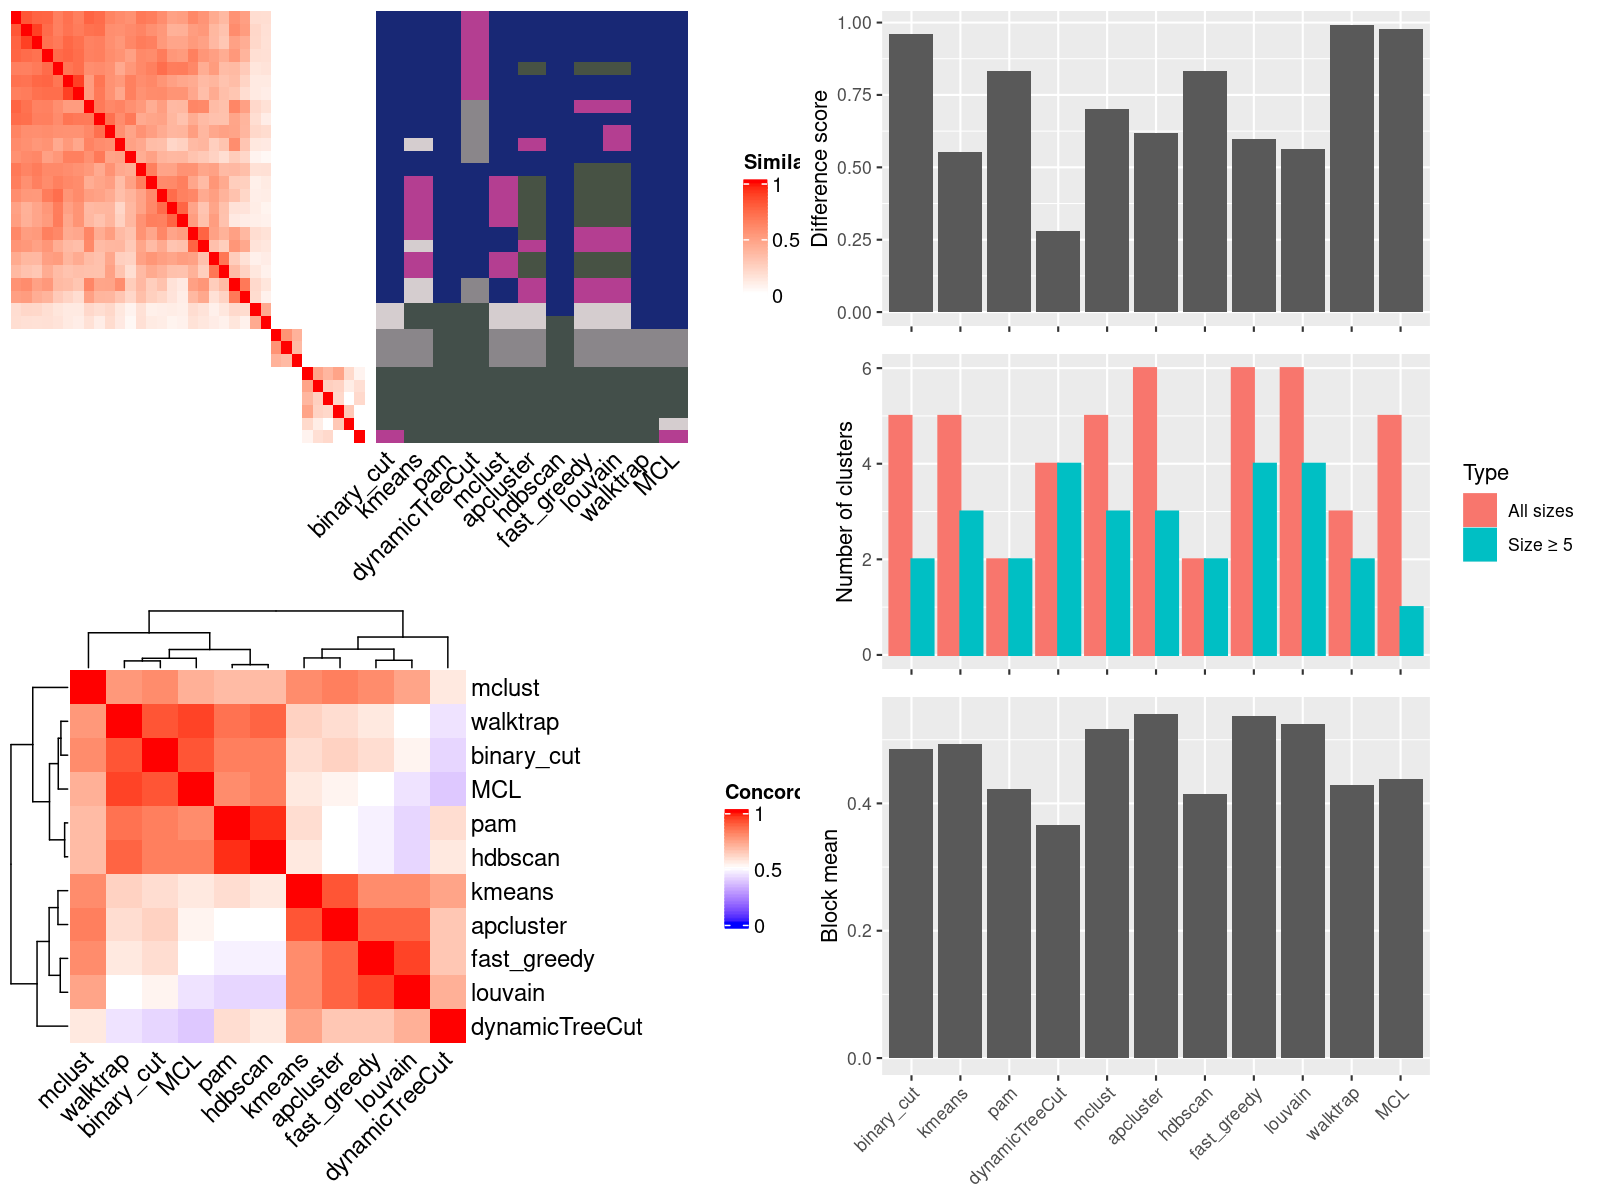 Simila
1
0.5
0
binary_cut
kmeans
pam
dynamicTreeCut
mclust
apcluster
hdbscan
fast_greedy
louvain
walktrap
MCL
mclust
walktrap
binary_cut
MCL
pam
hdbscan
kmeans
apcluster
fast_greedy
louvain
dynamicTreeCut
Concord
1
0.5
0
mclust
walktrap
binary_cut
MCL
pam
hdbscan
kmeans
apcluster
fast_greedy
louvain
dynamicTreeCut
Difference score
1.00
0.75
0.50
0.25
0.00
Number of clusters
6
4
2
0
Type
All sizes
Size ≥ 5
Block mean
0.4
0.2
0.0
binary_cut
kmeans
pam
dynamicTreeCut
mclust
apcluster
hdbscan
fast_greedy
louvain
walktrap
MCL